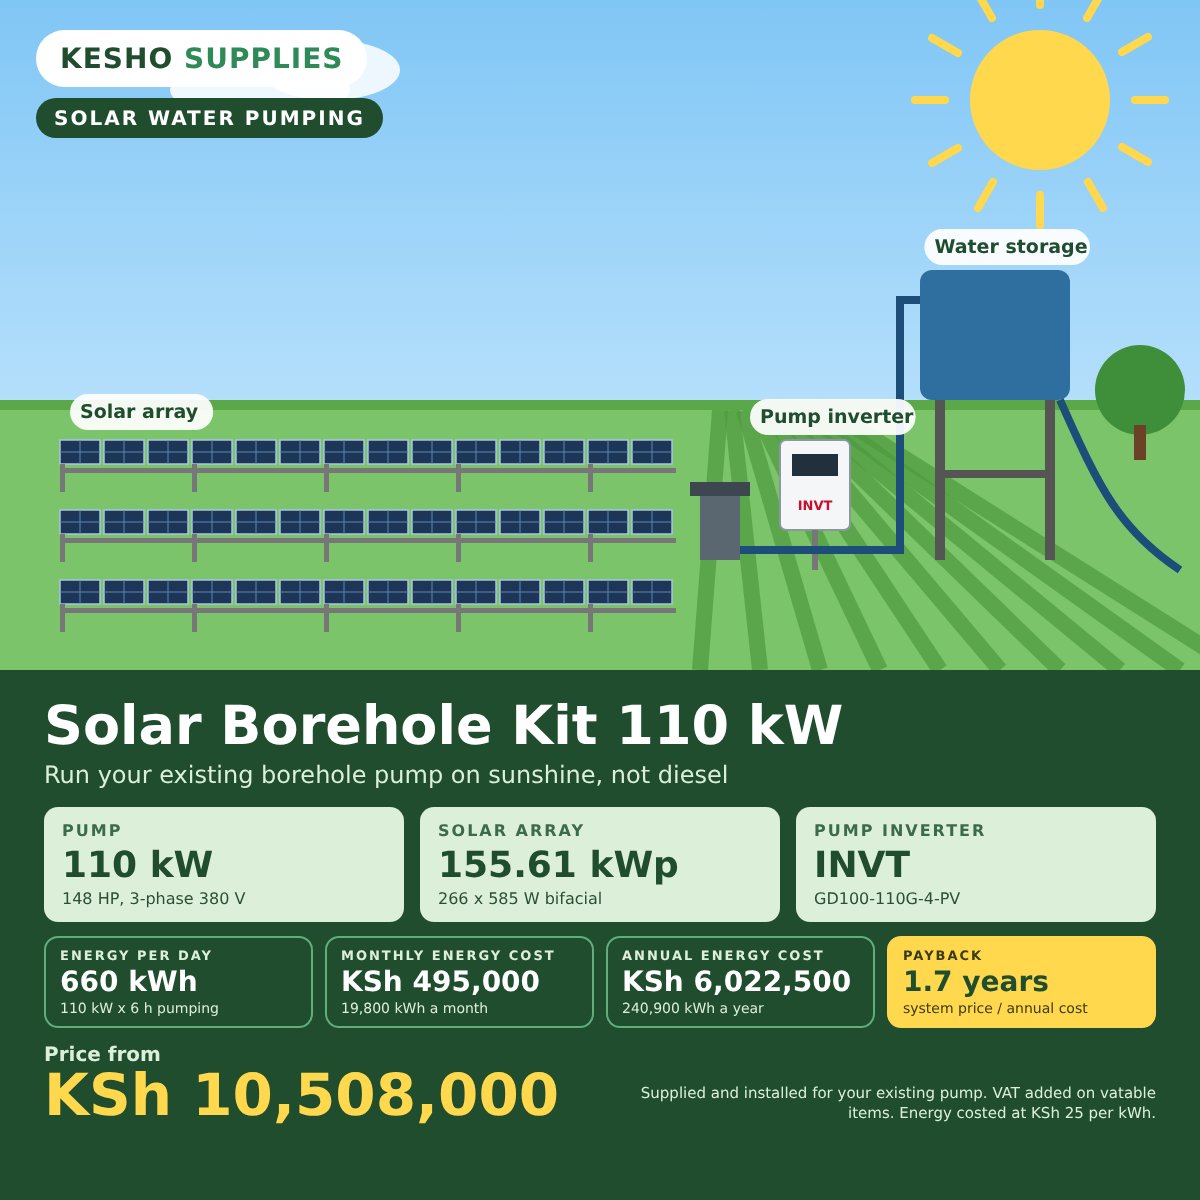 KESHO SUPPLIES
SOLAR WATER PUMPING
Water storage
Solar array
Pump inverter
INVT
Solar Borehole Kit 110 kW
Run your existing borehole pump on sunshine, not diesel
PUMP
110 kW
148 HP, 3-phase 380 V
SOLAR ARRAY
155.61 kWp
266 x 585 W bifacial
PUMP INVERTER
INVT
GD100-110G-4-PV
ENERGY PER DAY
660 kWh
110 kW x 6 h pumping
MONTHLY ENERGY COST
KSh 495,000
19,800 kWh a month
ANNUAL ENERGY COST
KSh 6,022,500
240,900 kWh a year
PAYBACK
1.7 years
system price / annual cost
Price from
KSh 10,508,000
Supplied and installed for your existing pump. VAT added on vatable
items. Energy costed at KSh 25 per kWh.